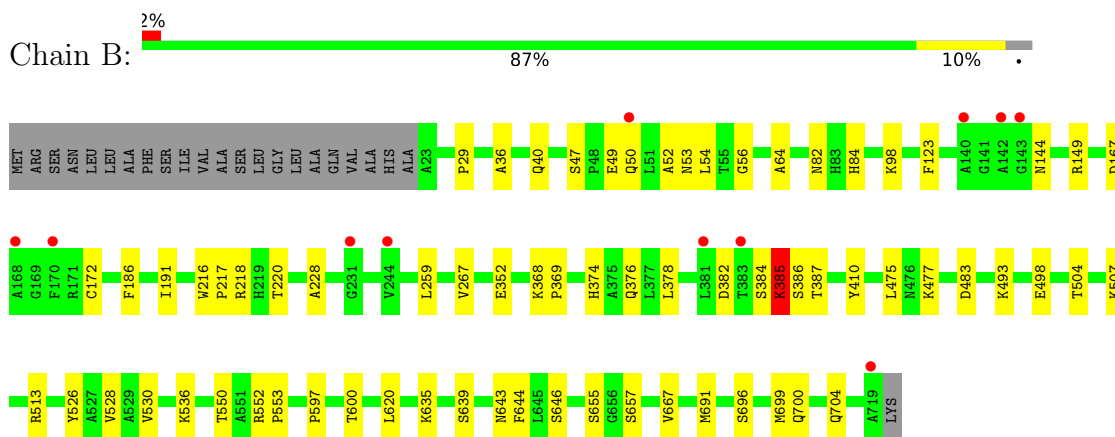 2%
Chain B:
87% 10% •
MET ARG SER ASN LEU LEU ALA PHE SER ILE VAL ALA SER LEU GLY LEU ALA GLN VAL ALA HIS ALA A23 P29 A36 Q40 S47 P48 E49 Q50 L51 A52 N53 L54 T55 G56 A64 N82 H83 H84 K98 F123 A140 G141 A142 G143 N144 R149 D167
A168 G169 F170 R171 C172 F186 I191 W216 P217 R218 H219 T220 A228 G231 V244 L259 V267 E352 K368 P369 H374 A375 Q376 L377 L378 L381 D382 T383 S384 K385 S386 T387 Y410 L475 N476 K477 D483 K493 E498 T504 K507
R513 Y526 A527 V528 A529 V530 K536 T550 A551 R552 P553 P597 T600 L620 K635 S639 N643 F644 L645 S646 S655 G656 S657 V667 M691 S696 M699 Q700 Q704 A719 LYS